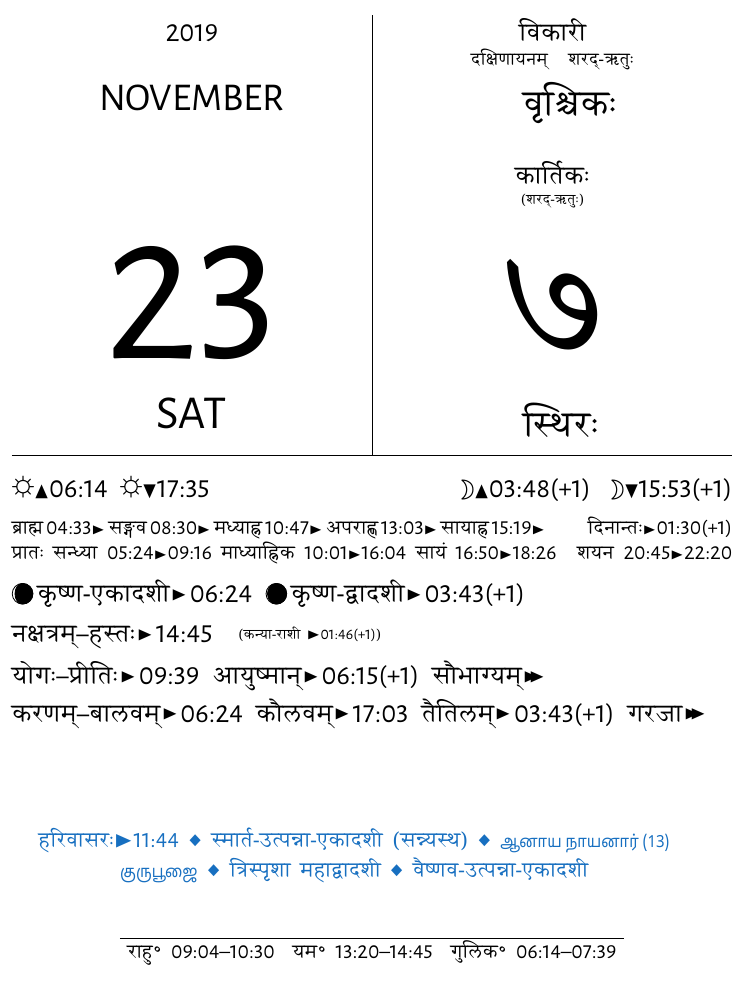 2019
NOVEMBER
23
SAT
विकारी
दक्षिणायनम् शरद्-ऋतुः
वृश्चिकः
कार्तिकः
(शरद्-ऋतुः)
७
स्थिरः
☼▲06:14 ☼▼17:35 ☽▲03:48(+1) ☽▼15:53(+1)
ब्राह्म 04:33► सङ्गव 08:30► मध्याह्न 10:47► अपराह्ण 13:03► सायाह्न 15:19► दिनान्तः►01:30(+1)
प्रातः सन्ध्या 05:24►09:16 माध्याह्निक 10:01►16:04 सायं 16:50►18:26 शयन 20:45►22:20
कृष्ण-एकादशी► 06:24 कृष्ण-द्वादशी► 03:43(+1)
नक्षत्रम्–हस्तः► 14:45 (कन्या-राशी ►01:46(+1))
योगः–प्रीतिः► 09:39 आयुष्मान्► 06:15(+1) सौभाग्यम्►►
करणम्–बालवम्► 06:24 कौलवम्► 17:03 तैतिलम्► 03:43(+1) गरजा►►
हरिवासरः►11:44 ◆ स्मार्त-उत्पन्ना-एकादशी (सन्न्यस्थ) ◆ ஆனாய நாயனார் (13)
குருபூஜை ◆ त्रिस्पृशा महाद्वादशी ◆ वैष्णव-उत्पन्ना-एकादशी
राहु° 09:04–10:30 यम° 13:20–14:45 गुलिक° 06:14–07:39